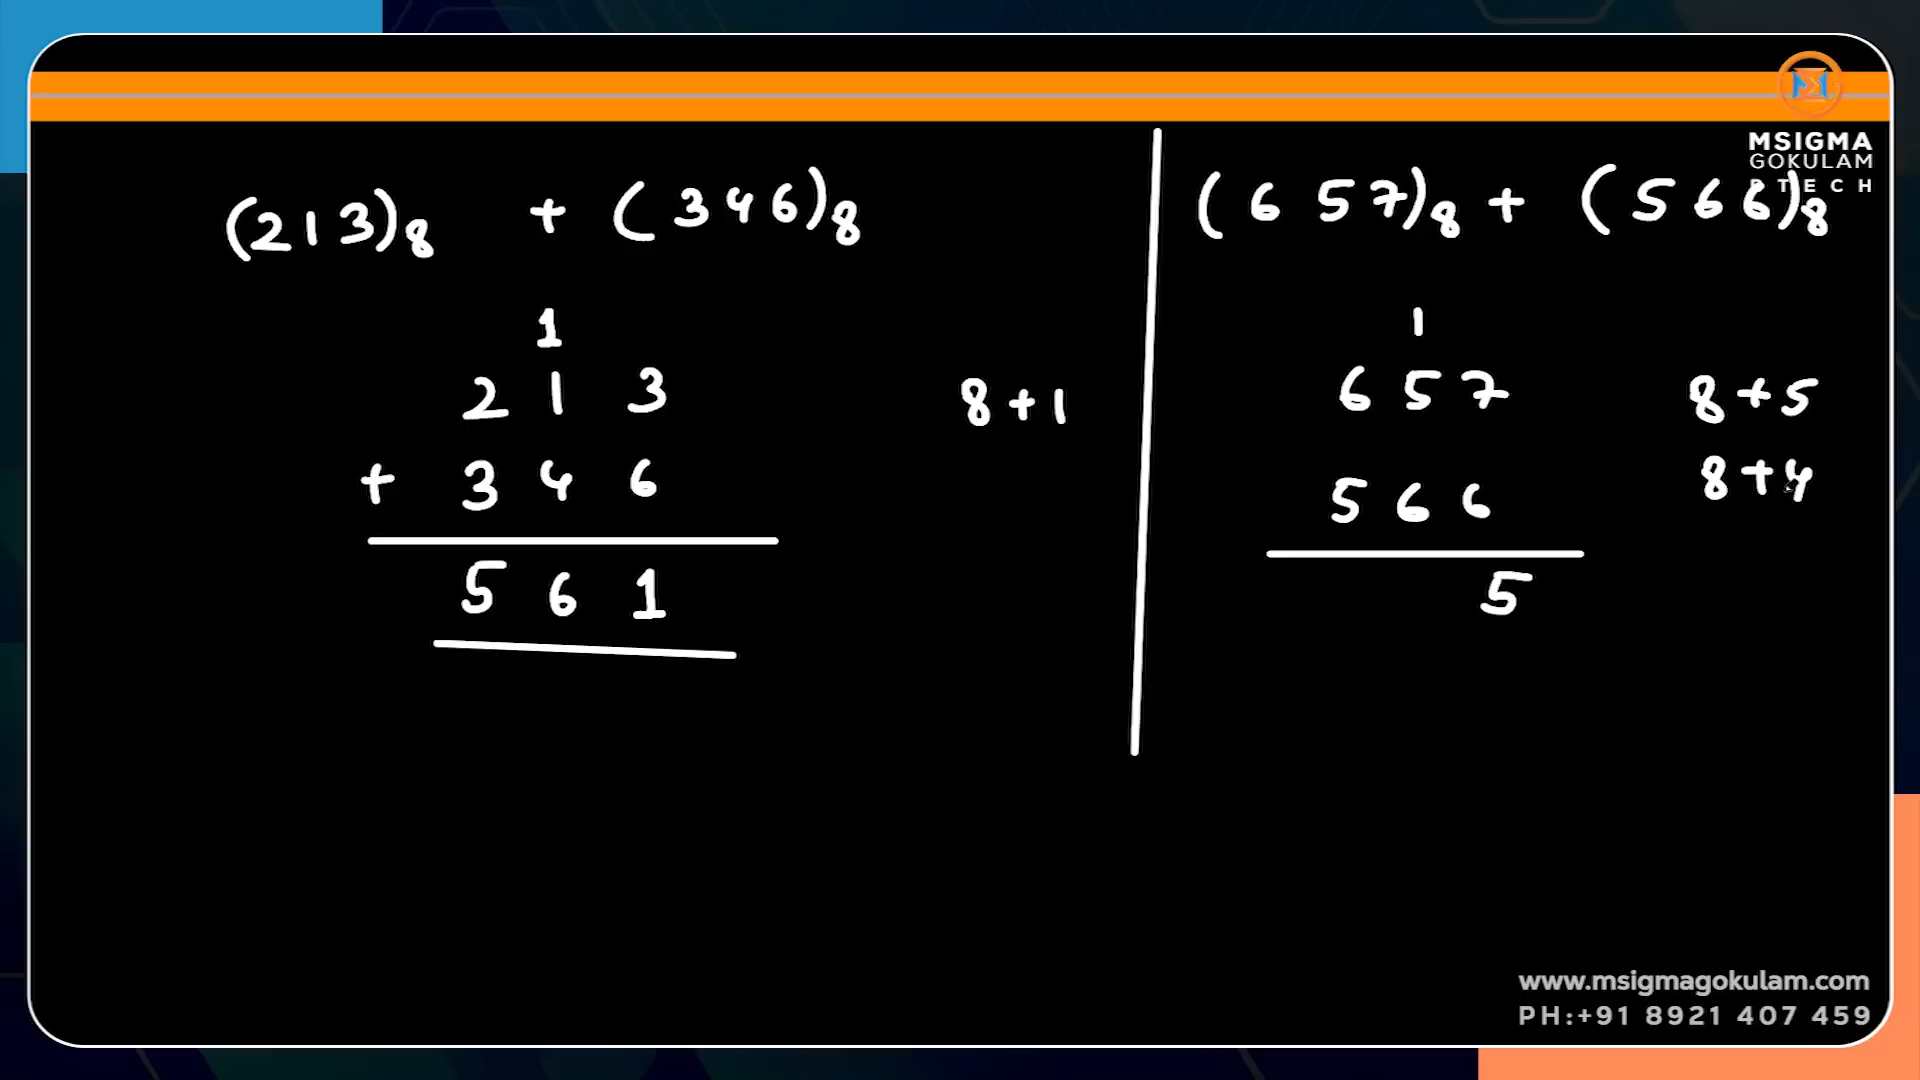 MSIGMA
GOKULAM
BTECH
(213)8 + (346)8
1
2 1 3
+ 3 4 6
5 6 1
8 + 1
(657)8 + (566)8
1
6 5 7
5 6 6
5
8 + 5
8 + 4
www.msigmagokulam.com
PH:+91 8921 407 459